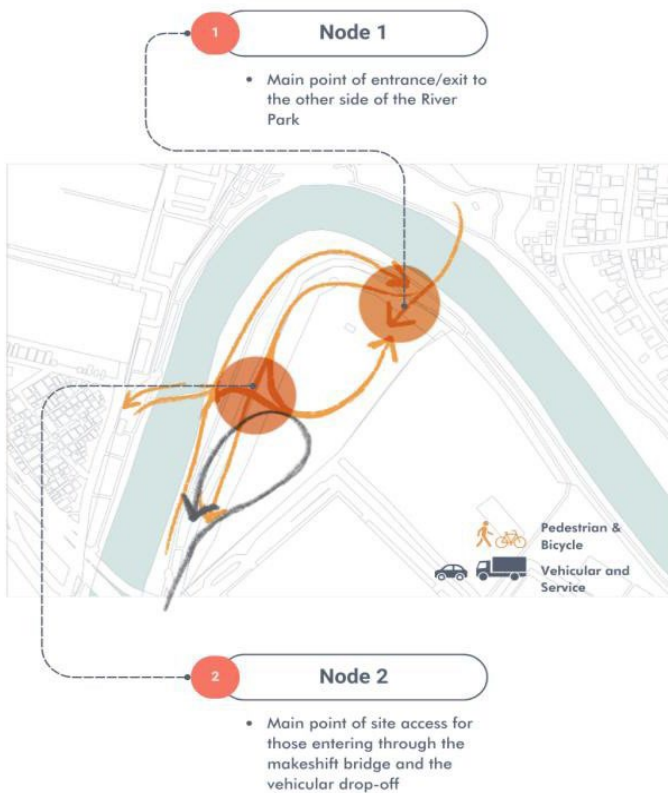 1
Node 1
• Main point of entrance/exit to
the other side of the River
Park
Pedestrian &
Bicycle
Vehicular and
Service
2
Node 2
• Main point of site access for
those entering through the
makeshift bridge and the
vehicular drop-off